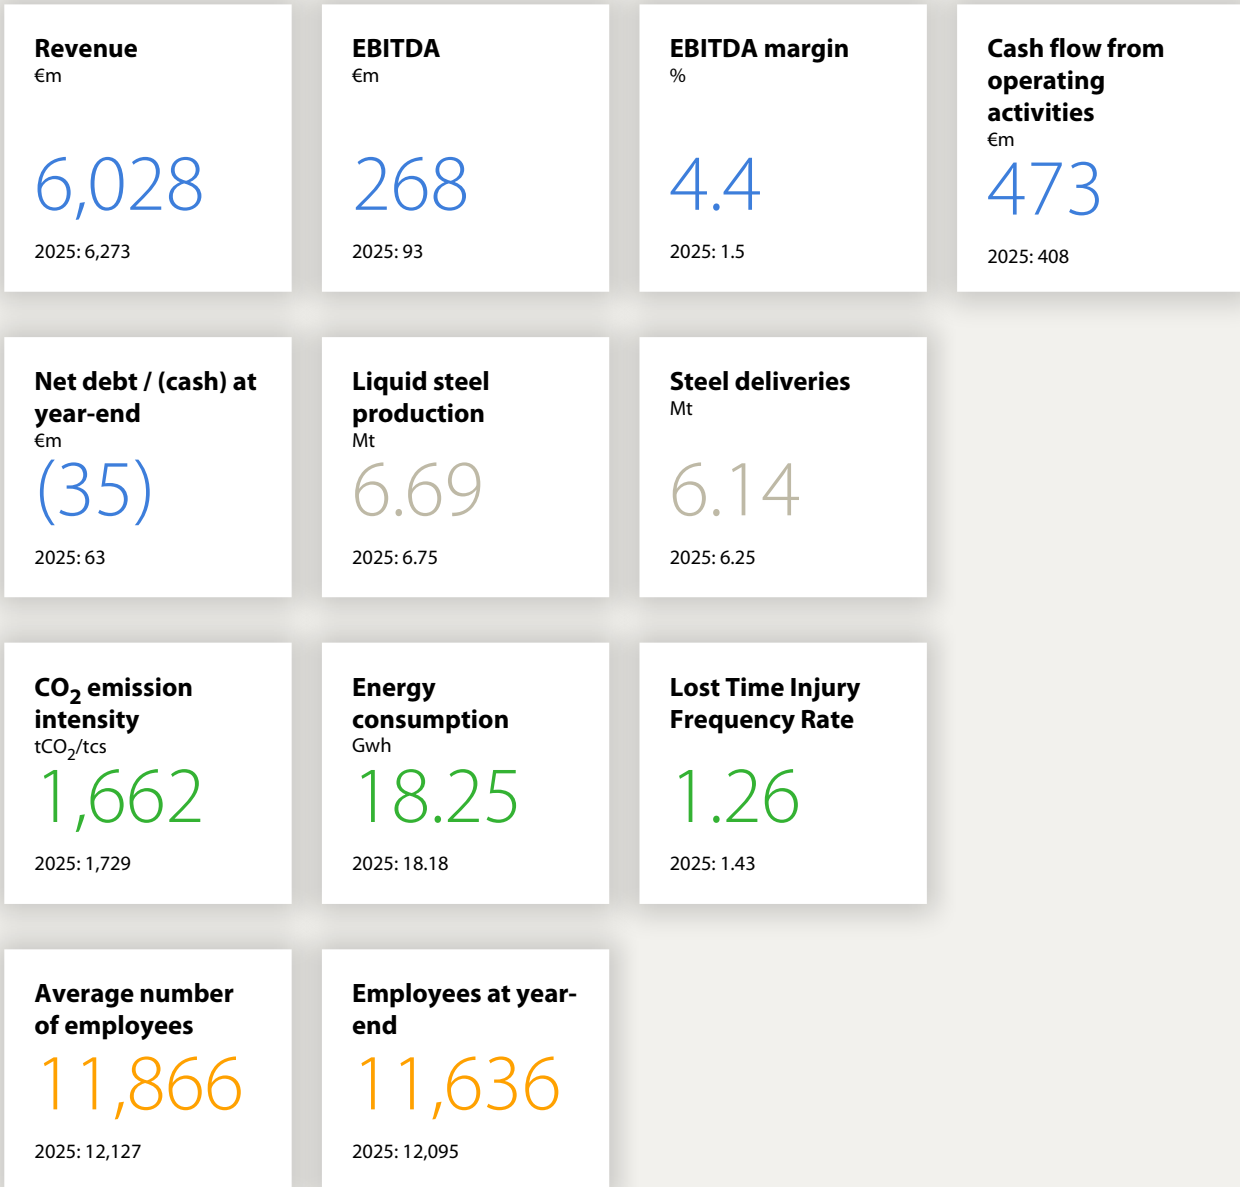 Revenue
€m
6,028
2025: 6,273
EBITDA
€m
268
2025: 93
EBITDA margin
%
4.4
2025: 1.5
Cash flow from
operating
activities
€m
473
2025: 408
Net debt / (cash) at
year-end
€m
(35)
2025: 63
Liquid steel
production
Mt
6.69
2025: 6.75
Steel deliveries
Mt
6.14
2025: 6.25
CO₂ emission
intensity
tCO₂/tcs
1,662
2025: 1,729
Energy
consumption
Gwh
18.25
2025: 18.18
Lost Time Injury
Frequency Rate
1.26
2025: 1.43
Average number
of employees
11,866
2025: 12,127
Employees at year-
end
11,636
2025: 12,095